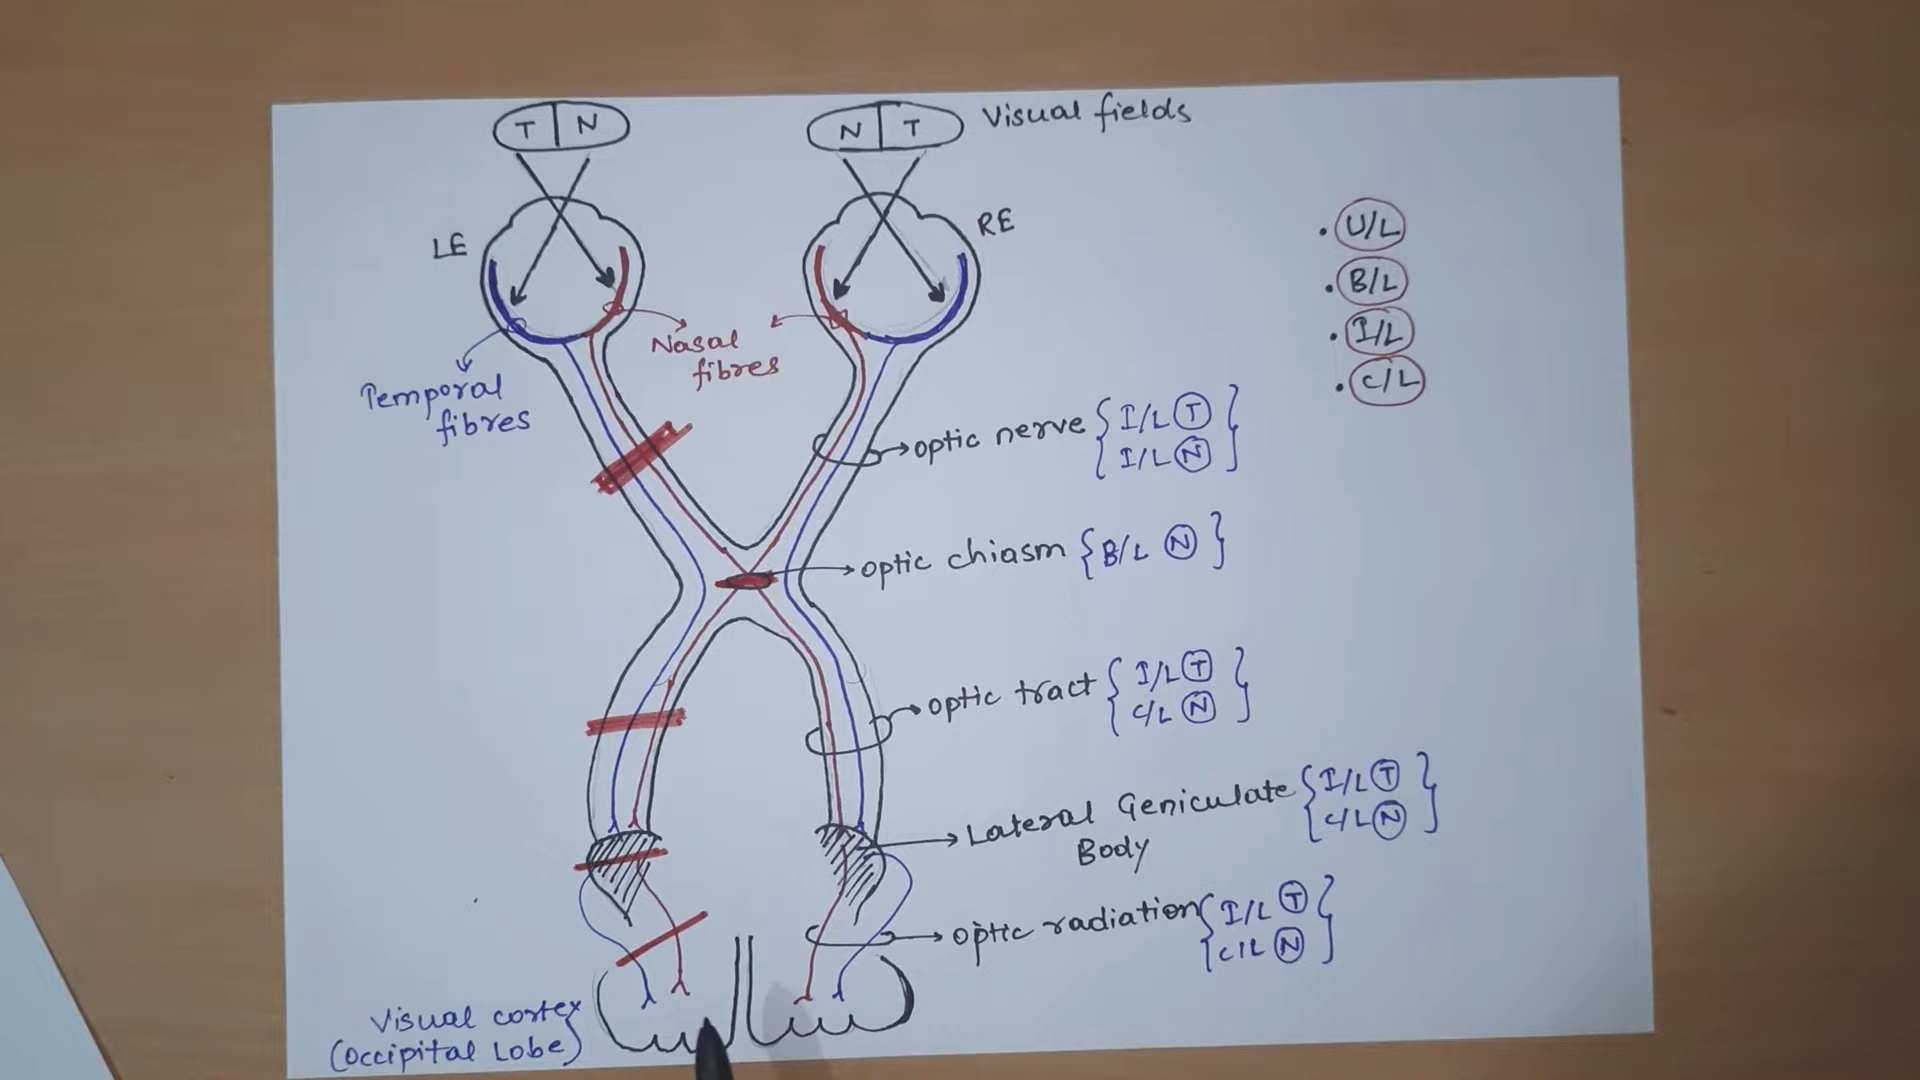 T N
N T
Visual fields
LE
RE
. U/L
. B/L
. I/L
. C/L
Nasal
fibres
Temporal
fibres
optic nerve { I/L T }
{ I/L N }
optic chiasm { B/L N }
optic tract { I/L T }
{ C/L N }
Lateral Geniculate { I/L T }
Body { C/L N }
optic radiation { I/L T }
{ C/L N }
Visual cortex
(Occipital Lobe)